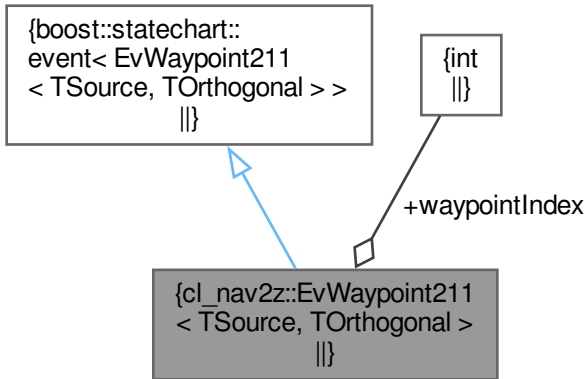 {boost::statechart::
event< EvWaypoint211
< TSource, TOrthogonal > >
||}
{int
||}
+waypointIndex
{cl_nav2z::EvWaypoint211
< TSource, TOrthogonal >
||}